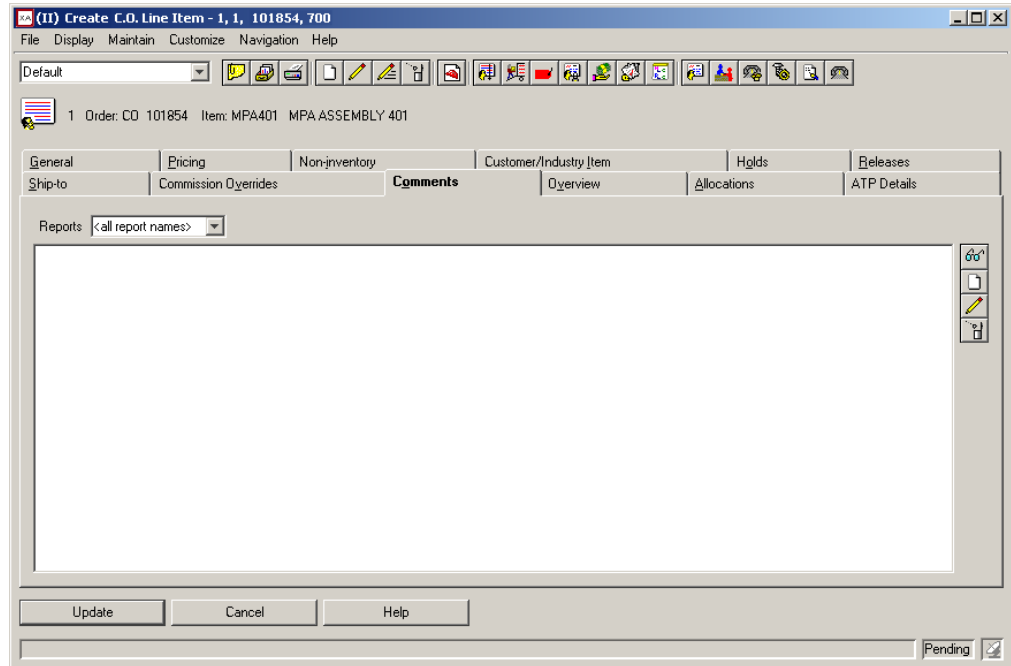 XA (II) Create C.O. Line Item - 1, 1, 101854, 700
File Display Maintain Customize Navigation Help
Default
1 Order: CO 101854 Item: MPA401 MPA ASSEMBLY 401
General Pricing Non-inventory Customer/Industry Item Holds Releases
Ship-to Commission Overrides Comments Overview Allocations ATP Details
Reports <all report names>
Update Cancel Help
Pending